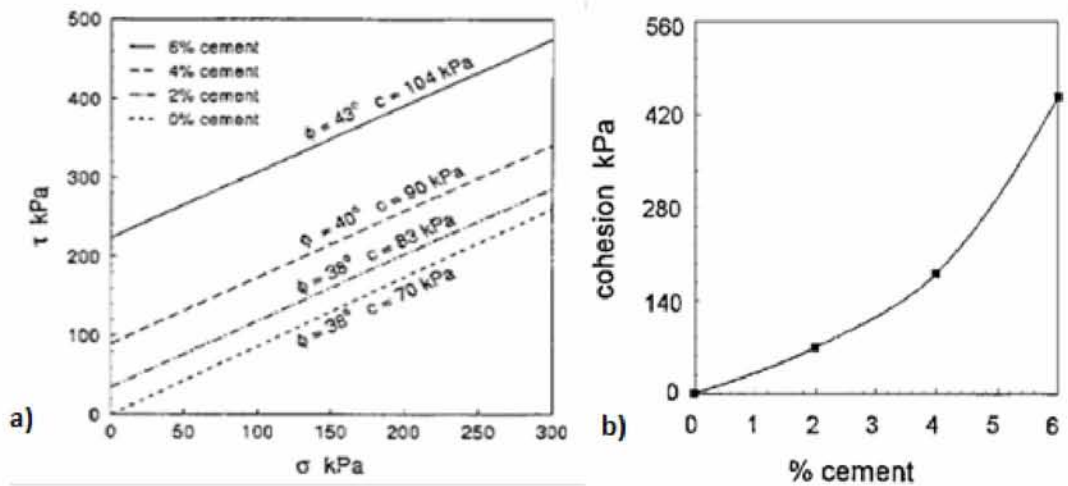 500
400
300
200
100
0
τ kPa
6% cement
4% cement
2% cement
0% cement
ϕ = 43° c = 104 kPa
ϕ = 40° c = 90 kPa
ϕ = 38° c = 83 kPa
ϕ = 38° c = 70 kPa
0 50 100 150 200 250 300
σ kPa
a)
560
420
280
140
0
cohesion kPa
0 1 2 3 4 5 6
% cement
b)